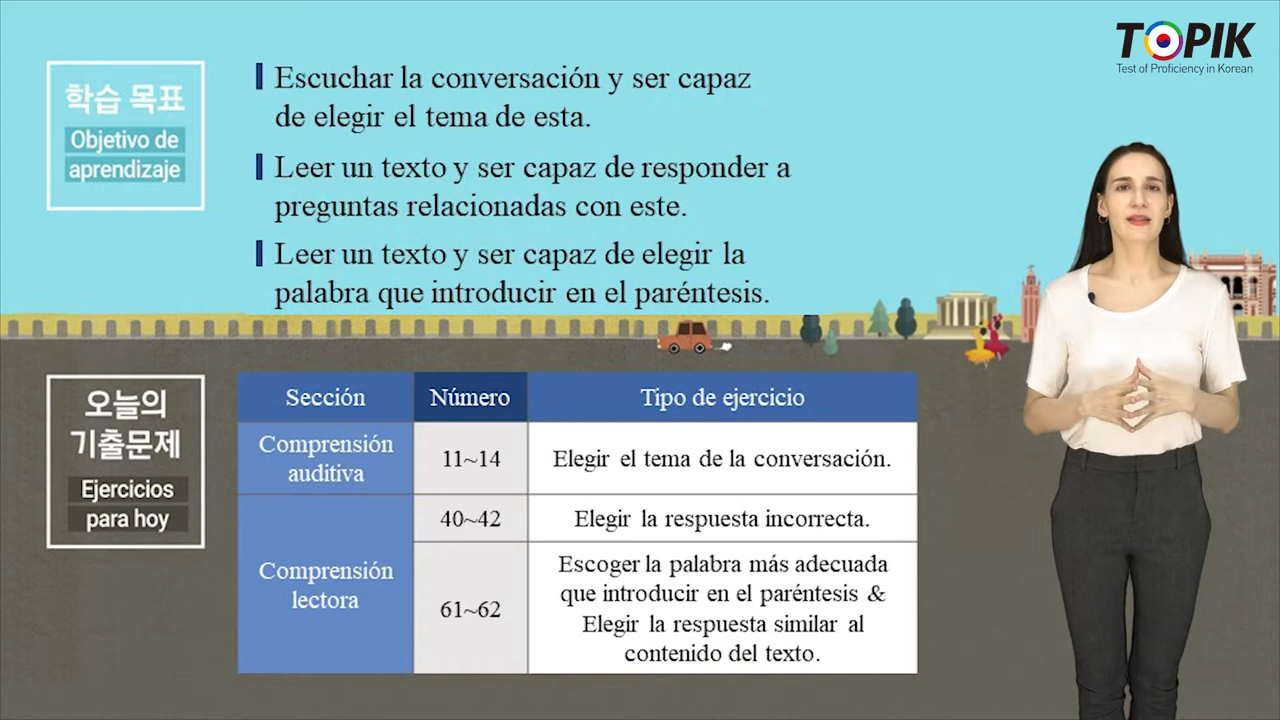 TOPIK
Test of Proficiency in Korean
학습 목표
Objetivo de
aprendizaje
Escuchar la conversación y ser capaz
de elegir el tema de esta.
Leer un texto y ser capaz de responder a
preguntas relacionadas con este.
Leer un texto y ser capaz de elegir la
palabra que introducir en el paréntesis.
오늘의
기출문제
Ejercicios
para hoy
Sección Número Tipo de ejercicio
Comprensión
auditiva
11~14
Elegir el tema de la conversación.
Comprensión
lectora
40~42
Elegir la respuesta incorrecta.
61~62
Escoger la palabra más adecuada
que introducir en el paréntesis &
Elegir la respuesta similar al
contenido del texto.